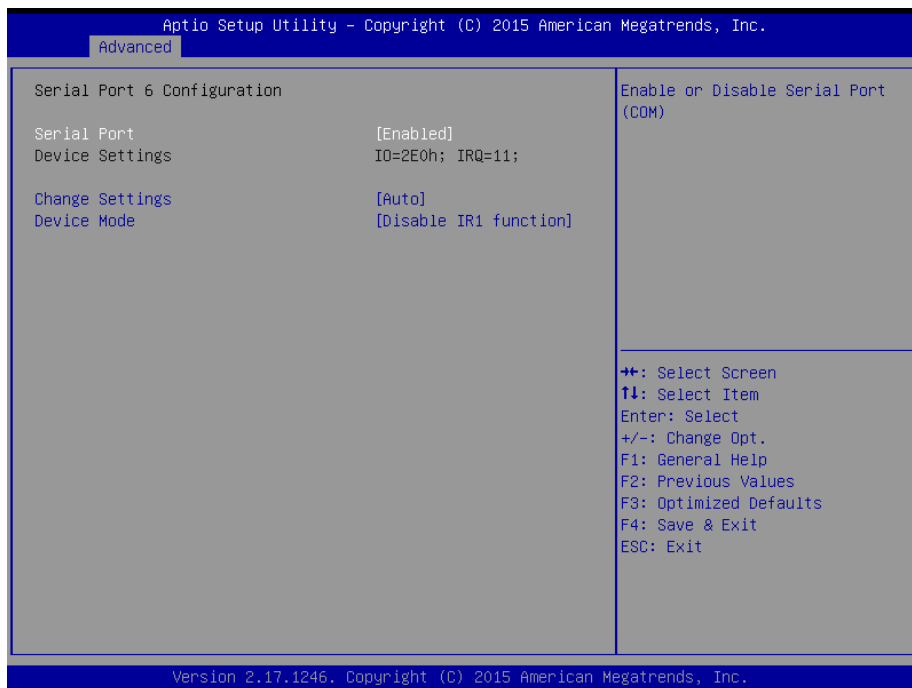 Aptio Setup Utility – Copyright (C) 2015 American Megatrends, Inc.
Advanced
Serial Port 6 Configuration
Serial Port [Enabled]
Device Settings IO=2E0h; IRQ=11;
Change Settings [Auto]
Device Mode [Disable IR1 function]
Enable or Disable Serial Port
(COM)
→←: Select Screen
↑↓: Select Item
Enter: Select
+/-: Change Opt.
F1: General Help
F2: Previous Values
F3: Optimized Defaults
F4: Save & Exit
ESC: Exit
Version 2.17.1246. Copyright (C) 2015 American Megatrends, Inc.